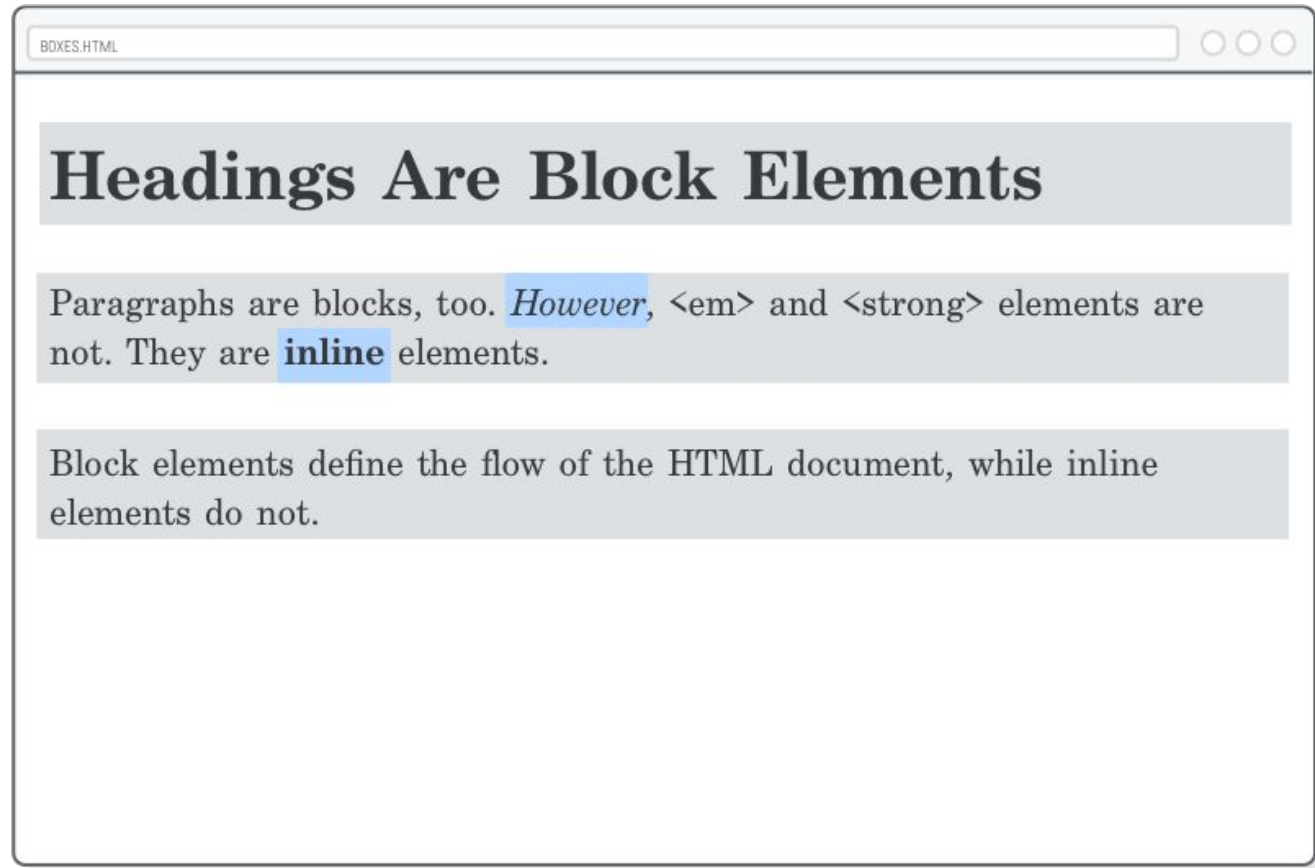 BOXES.HTML
Headings Are Block Elements
Paragraphs are blocks, too. However, <em> and <strong> elements are
not. They are inline elements.
Block elements define the flow of the HTML document, while inline
elements do not.